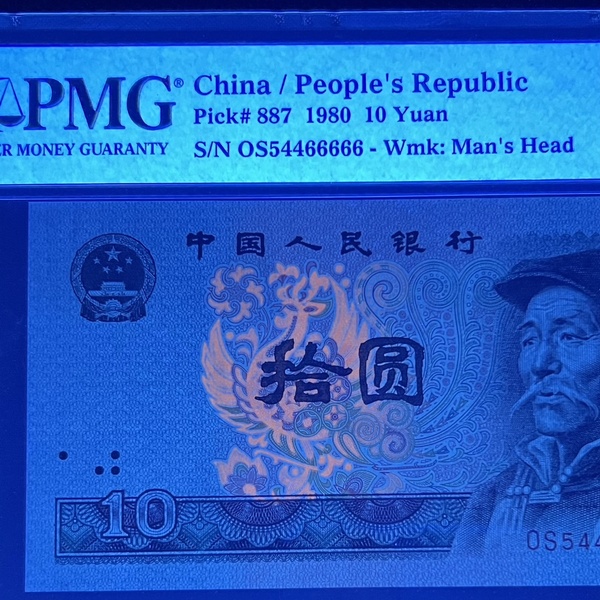 PMG®
ER MONEY GUARANTY
China / People's Republic
Pick# 887 1980 10 Yuan
S/N OS54466666 - Wmk: Man's Head
中国人民银行
拾圆
10
OS544